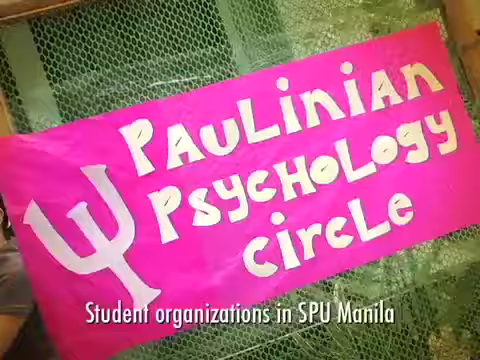 Ψ
PAULINIAN
PSYCHOLOGY
CIRCLE
Student organizations in SPU Manila